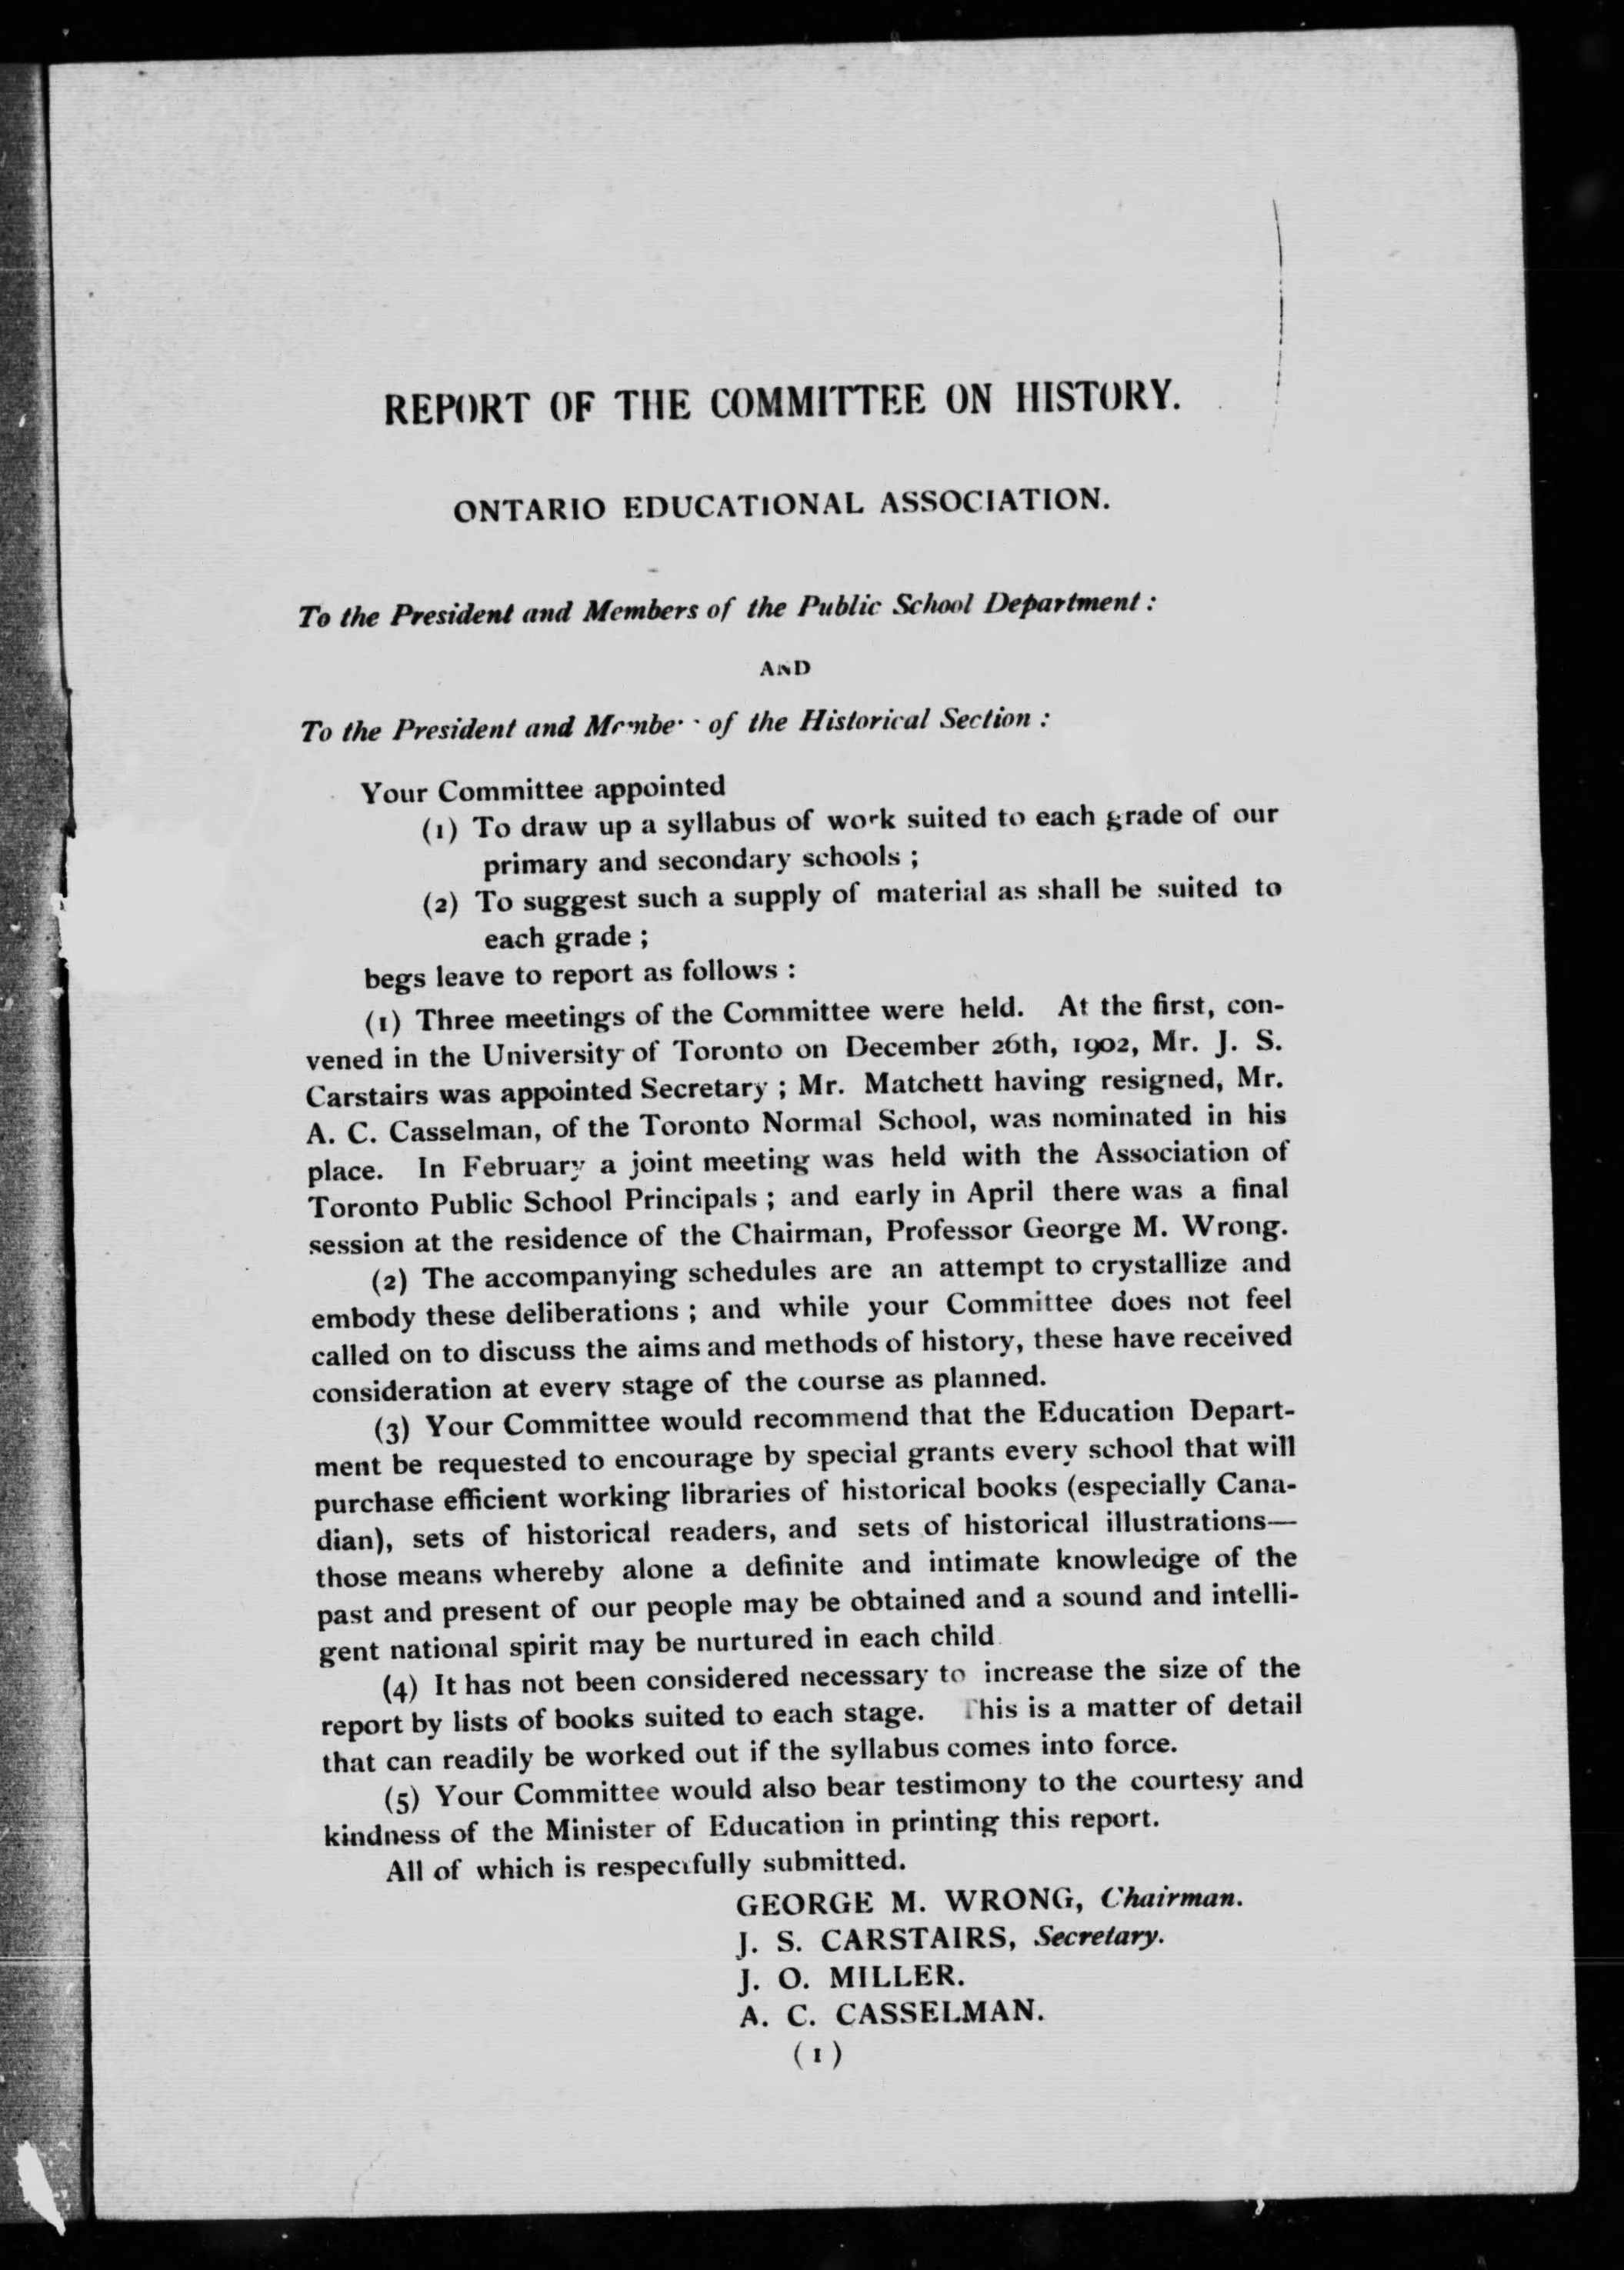 REPORT OF THE COMMITTEE ON HISTORY.
ONTARIO EDUCATIONAL ASSOCIATION.
To the President and Members of the Public School Department :
AND
To the President and Membe of the Historical Section :
Your Committee appointed
(1) To draw up a syllabus of work suited to each grade of our
primary and secondary schools ;
(2) To suggest such a supply of material as shall be suited to
each grade ;
begs leave to report as follows :
(1) Three meetings of the Committee were held. At the first, con-
vened in the University of Toronto on December 26th, 1902, Mr. J. S.
Carstairs was appointed Secretary ; Mr. Matchett having resigned, Mr.
A. C. Casselman, of the Toronto Normal School, was nominated in his
place. In February a joint meeting was held with the Association of
Toronto Public School Principals ; and early in April there was a final
session at the residence of the Chairman, Professor George M. Wrong.
(2) The accompanying schedules are an attempt to crystallize and
embody these deliberations ; and while your Committee does not feel
called on to discuss the aims and methods of history, these have received
consideration at every stage of the course as planned.
(3) Your Committee would recommend that the Education Depart-
ment be requested to encourage by special grants every school that will
purchase efficient working libraries of historical books (especially Cana-
dian), sets of historical readers, and sets of historical illustrations—
those means whereby alone a definite and intimate knowledge of the
past and present of our people may be obtained and a sound and intelli-
gent national spirit may be nurtured in each child.
(4) It has not been considered necessary to increase the size of the
report by lists of books suited to each stage. This is a matter of detail
that can readily be worked out if the syllabus comes into force.
(5) Your Committee would also bear testimony to the courtesy and
kindness of the Minister of Education in printing this report.
All of which is respectfully submitted.
GEORGE M. WRONG, Chairman.
J. S. CARSTAIRS, Secretary.
J. O. MILLER.
A. C. CASSELMAN.
(1)